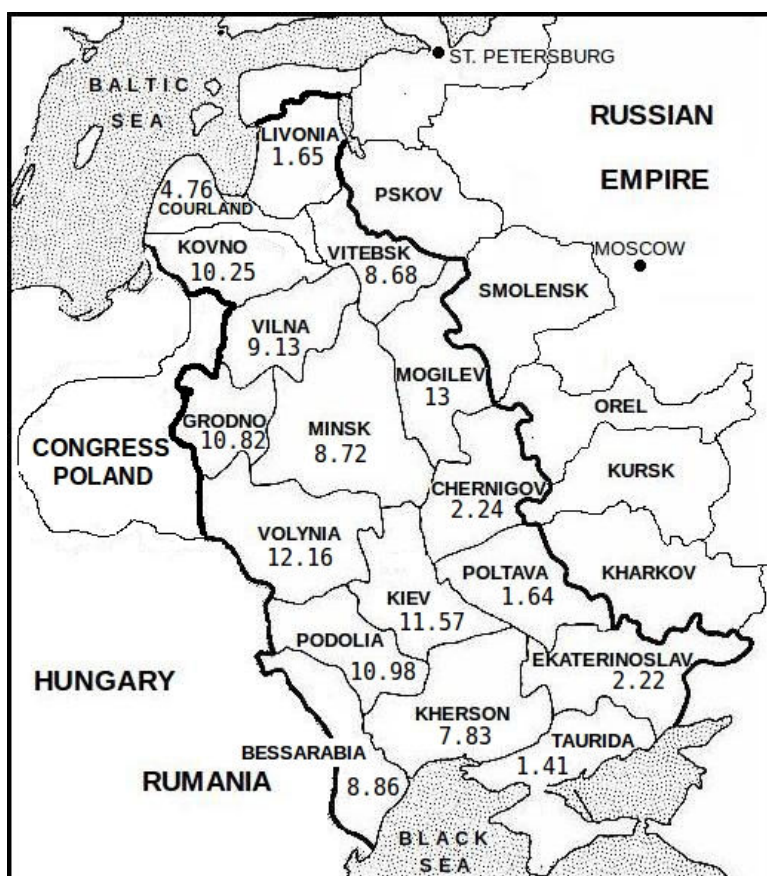 ST. PETERSBURG
BALTIC
SEA
RUSSIAN
EMPIRE
LIVONIA
1.65
PSKOV
4.76
COURLAND
KOVNO
10.25
VITEBSK
8.68
MOSCOW
SMOLENSK
VILNA
9.13
MOGILEV
13
OREL
GRODNO
10.82
MINSK
8.72
CONGRESS
POLAND
KURSK
CHERNIGOV
2.24
VOLYNIA
12.16
POLTAVA
1.64
KHARKOV
KIEV
11.57
PODOLIA
10.98
EKATERINOSLAV
2.22
HUNGARY
KHERSON
7.83
TAURIDA
1.41
BESSARABIA
8.86
RUMANIA
BLACK
SEA